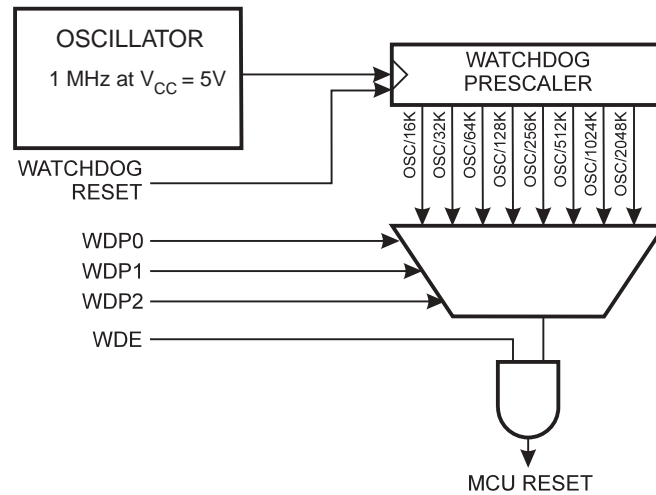 OSCILLATOR
1 MHz at VCC = 5V
WATCHDOG
PRESCALER
OSC/16K
OSC/32K
OSC/64K
OSC/128K
OSC/256K
OSC/512K
OSC/1024K
OSC/2048K
WATCHDOG
RESET
WDP0
WDP1
WDP2
WDE
MCU RESET